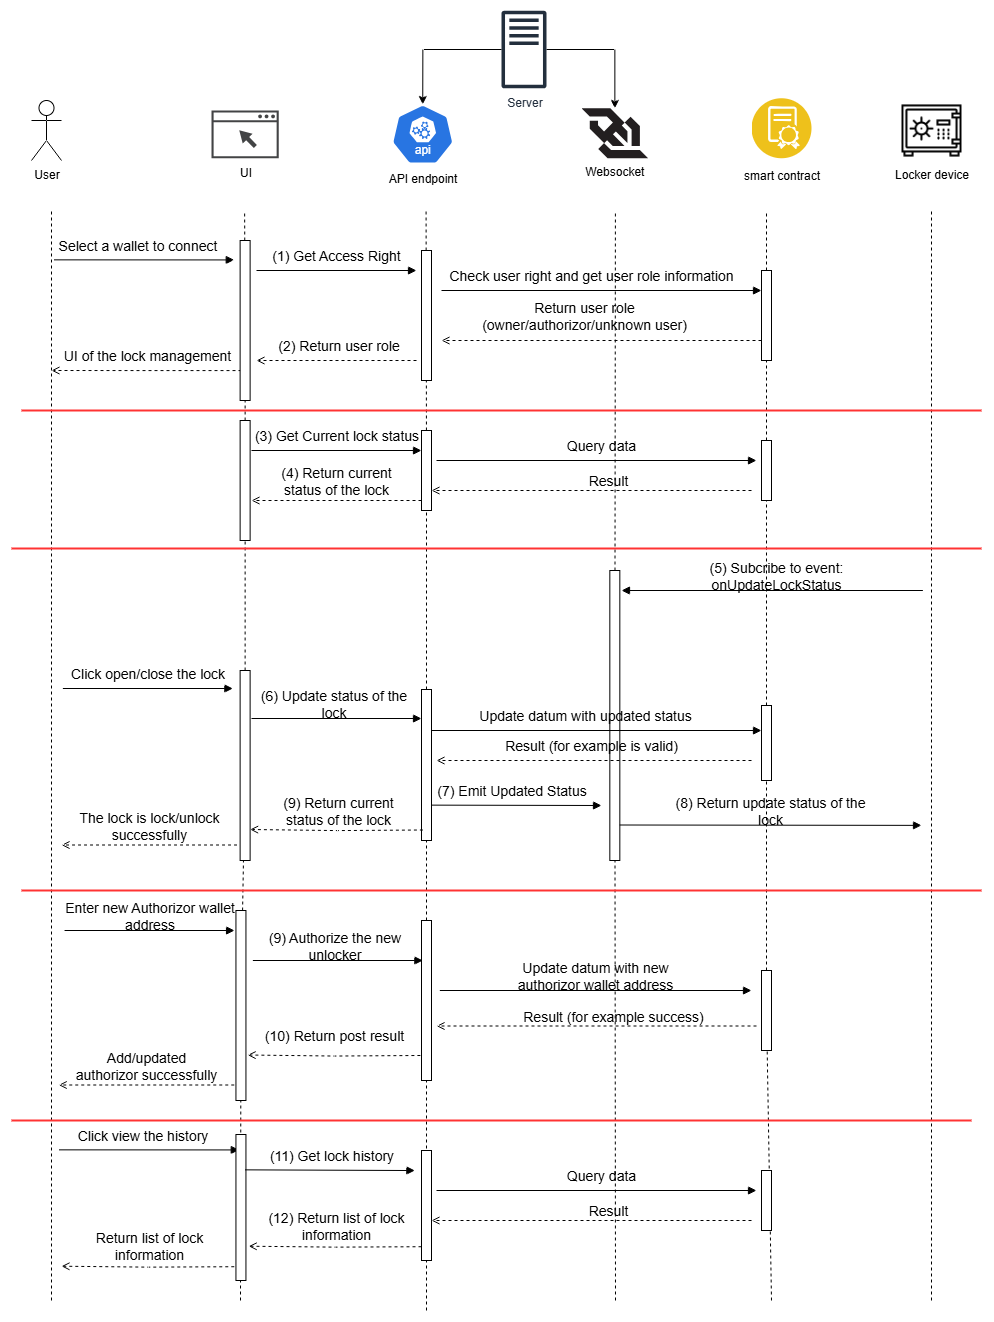 Server
api
User
UI
API endpoint
Websocket
smart contract
Locker device
Select a wallet to connect
(1) Get Access Right
Check user right and get user role information
Return user role
(owner/authorizor/unknown user)
(2) Return user role
UI of the lock management
(3) Get Current lock status
Query data
(4) Return current
status of the lock
Result
(5) Subcribe to event:
onUpdateLockStatus
Click open/close the lock
(6) Update status of the
lock
Update datum with updated status
Result (for example is valid)
(7) Emit Updated Status
(8) Return update status of the
lock
(9) Return current
status of the lock
The lock is lock/unlock
successfully
Enter new Authorizor wallet
address
(9) Authorize the new
unlocker
Update datum with new
authorizor wallet address
Result (for example success)
(10) Return post result
Add/updated
authorizor successfully
Click view the history
(11) Get lock history
Query data
Result
(12) Return list of lock
information
Return list of lock
information